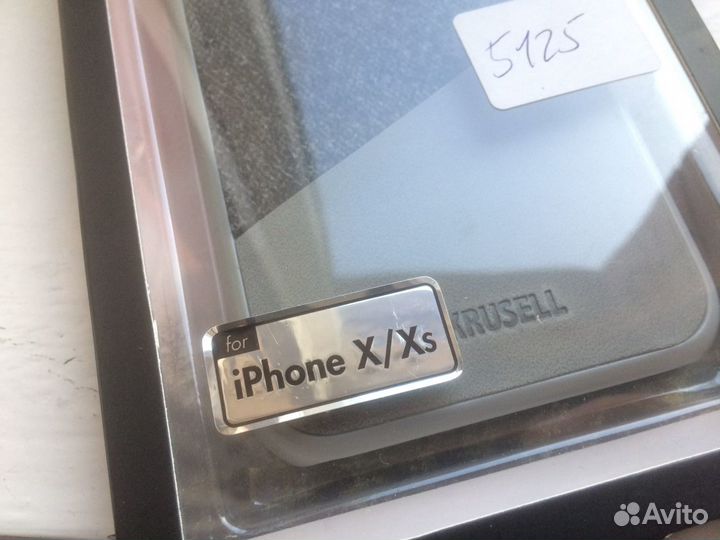 5125
KRUSELL
for
iPhone X/Xs
Avito